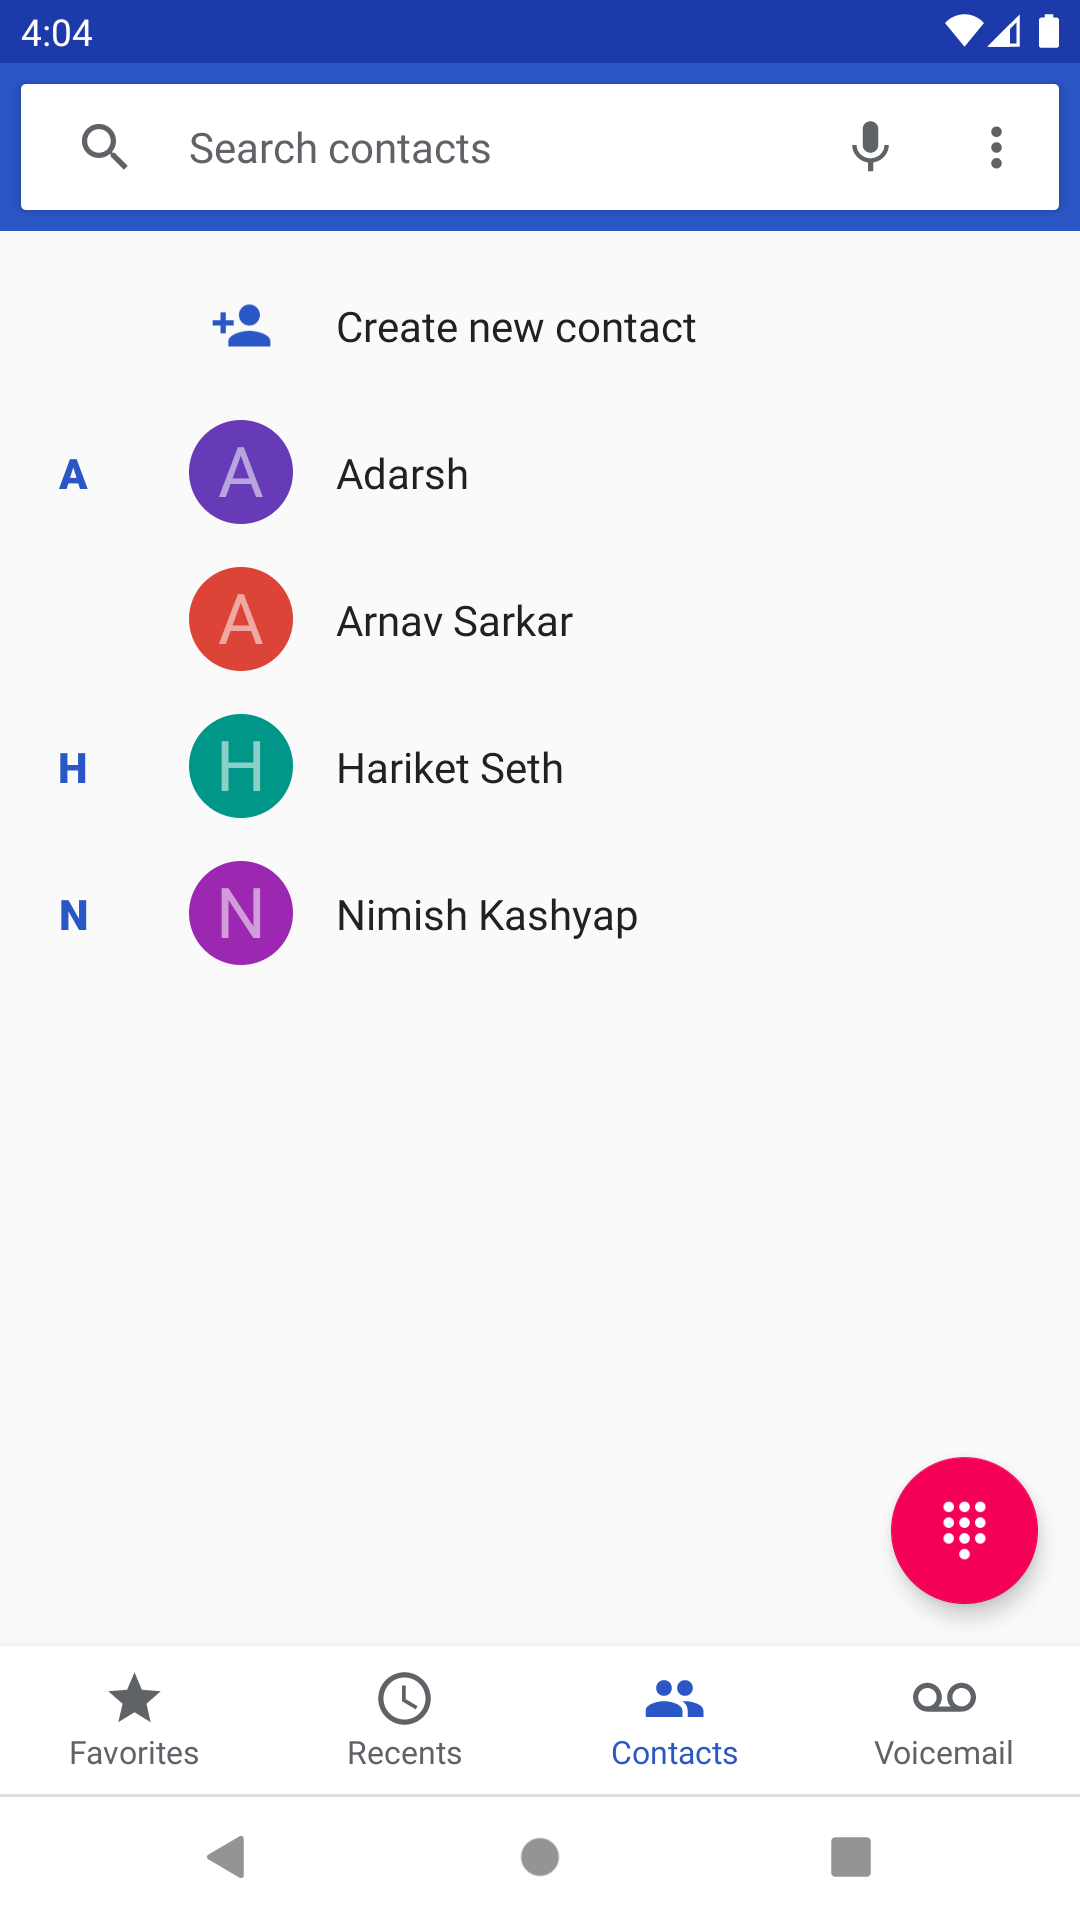 4:04
Search contacts
Create new contact
A
A
Adarsh
A
Arnav Sarkar
H
H
Hariket Seth
N
N
Nimish Kashyap
Favorites
Recents
Contacts
Voicemail